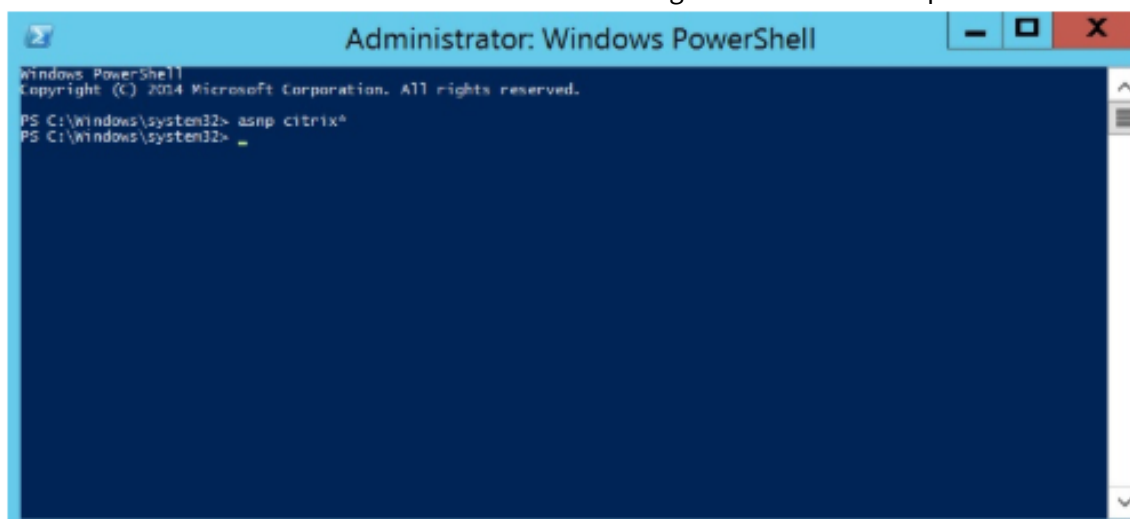 Administrator: Windows PowerShell
Windows PowerShell
Copyright (C) 2014 Microsoft Corporation. All rights reserved.
PS C:\Windows\system32> asnp citrix*
PS C:\Windows\system32> _